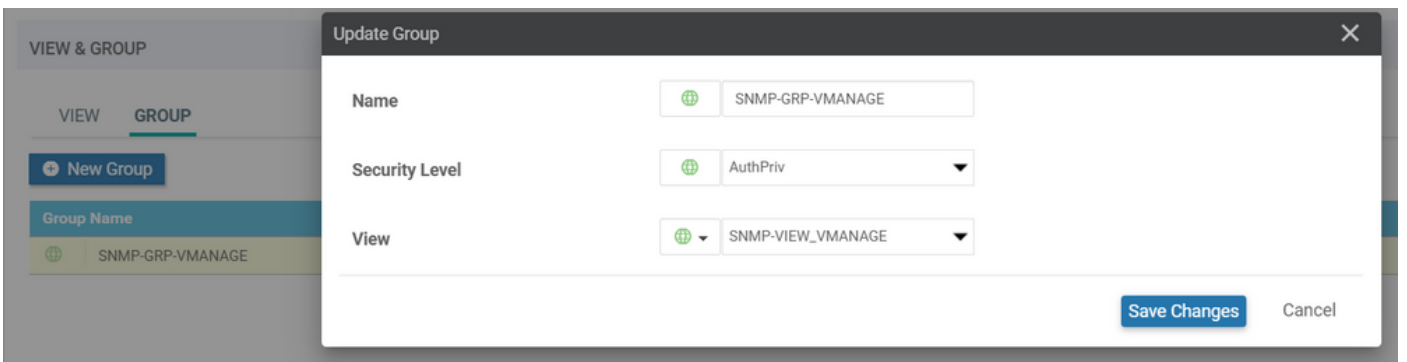 VIEW & GROUP
VIEW GROUP
New Group
Group Name
SNMP-GRP-VMANAGE
Update Group
Name SNMP-GRP-VMANAGE
Security Level AuthPriv
View SNMP-VIEW_VMANAGE
Save Changes Cancel